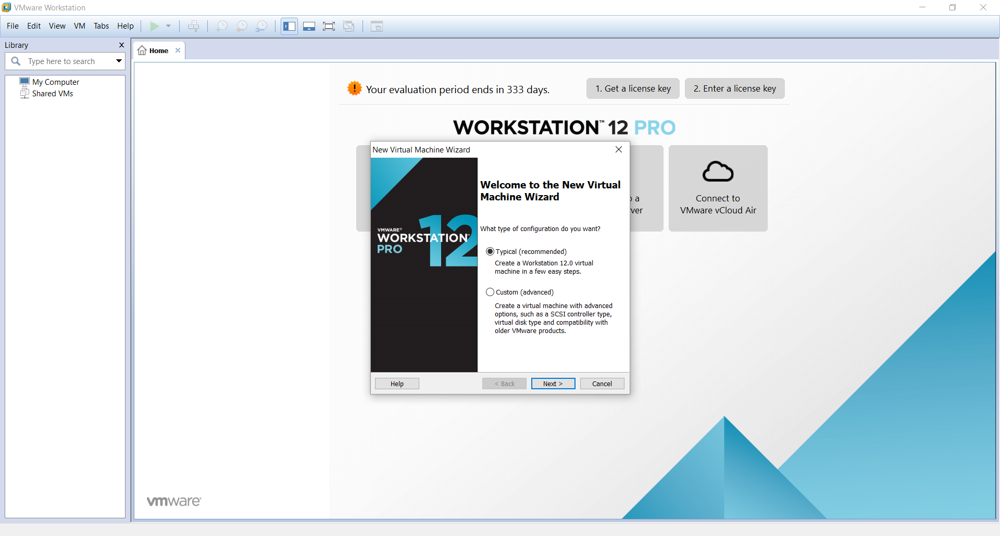 VMware Workstation
File Edit View VM Tabs Help
Library
Type here to search
My Computer
Shared VMs
Home
Your evaluation period ends in 333 days.
1. Get a license key
2. Enter a license key
WORKSTATION™ 12 PRO
New Virtual Machine Wizard
VMWARE®
WORKSTATION™
PRO
12
Welcome to the New Virtual
Machine Wizard
What type of configuration do you want?
Typical (recommended)
Create a Workstation 12.0 virtual
machine in a few easy steps.
Custom (advanced)
Create a virtual machine with advanced
options, such as a SCSI controller type,
virtual disk type and compatibility with
older VMware products.
Help
< Back
Next >
Cancel
a
Connect to
VMware vCloud Air
vmware®